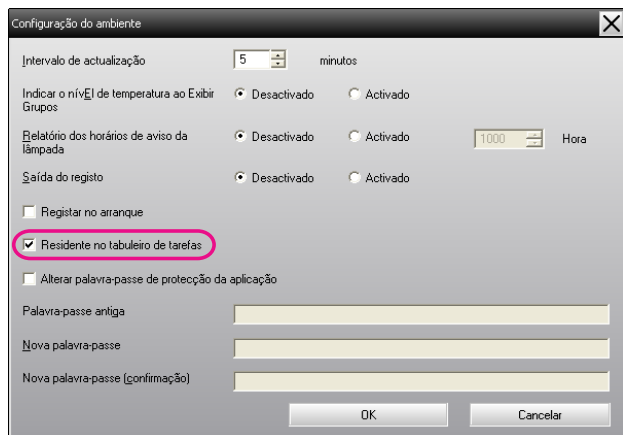 Configuração do ambiente
Intervalo de actualização 5 minutos
Indicar o nívEl de temperatura ao Exibir Desactivado Activado
Grupos
Relatório dos horários de aviso da Desactivado Activado 1000 Hora
lâmpada
Saída do registo Desactivado Activado
Registar no arranque
Residente no tabuleiro de tarefas
Alterar palavra-passe de protecção da aplicação
Palavra-passe antiga
Nova palavra-passe
Nova palavra-passe (confirmação)
OK Cancelar